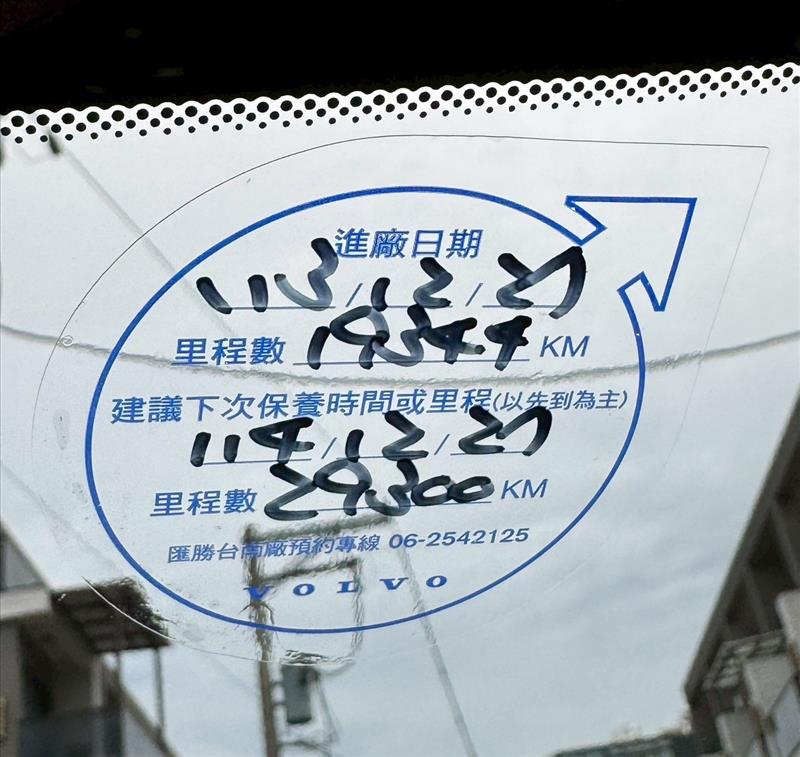 進廠日期
113/12/27
里程數 19344 KM
建議下次保養時間或里程(以先到為主)
114/12/27
里程數 29300 KM
匯勝台南廠預約專線 06-2542125
VOLVO